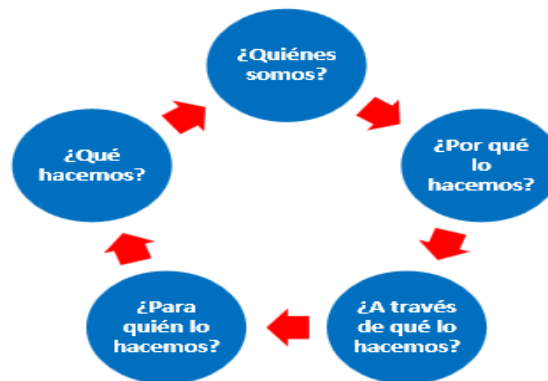 ¿Quiénes
somos?
¿Por qué
lo
hacemos?
¿A través
de qué lo
hacemos?
¿Para
quién lo
hacemos?
¿Qué
hacemos?